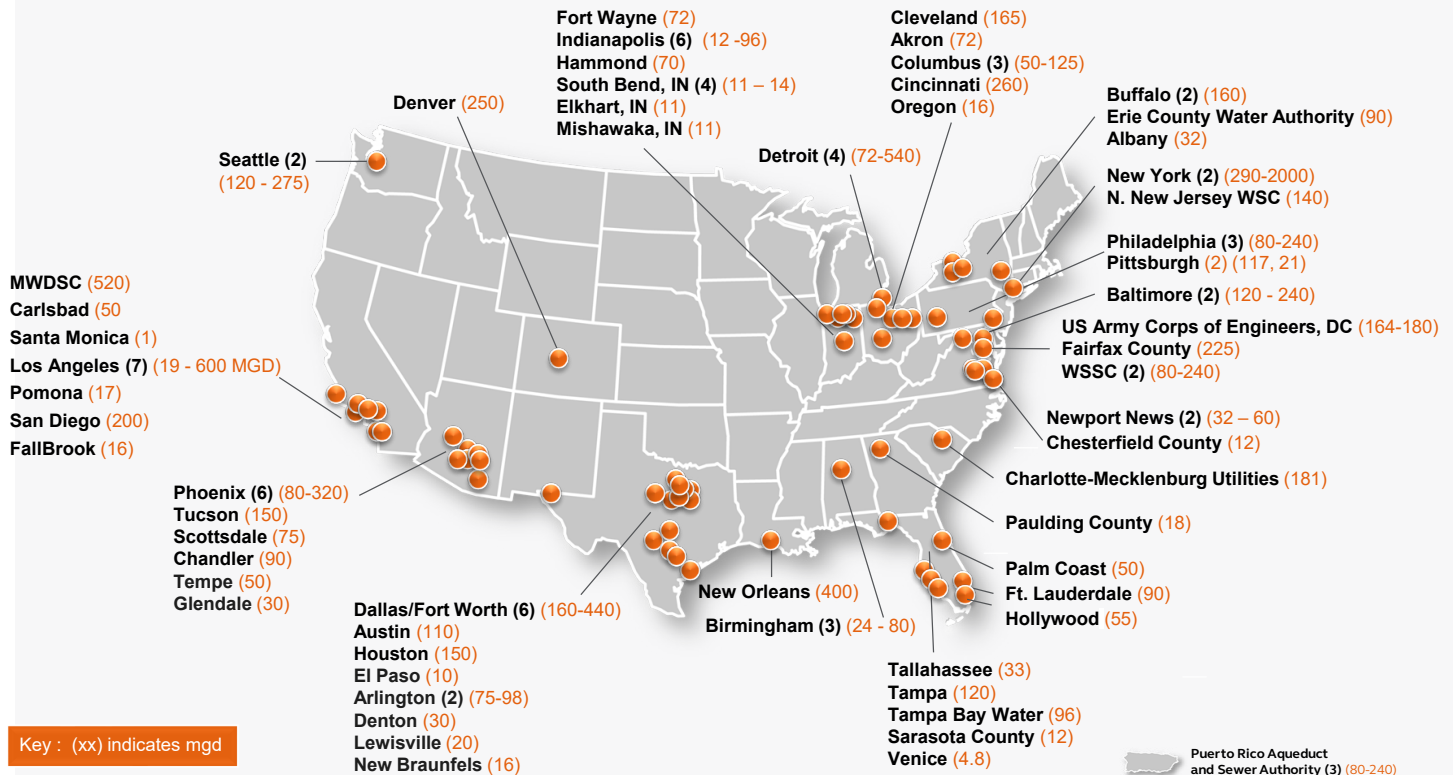 Fort Wayne (72)
Indianapolis (6) (12 -96)
Hammond (70)
South Bend, IN (4) (11 – 14)
Elkhart, IN (11)
Mishawaka, IN (11)
Cleveland (165)
Akron (72)
Columbus (3) (50-125)
Cincinnati (260)
Oregon (16)
Denver (250)
Seattle (2)
(120 - 275)
Detroit (4) (72-540)
Buffalo (2) (160)
Erie County Water Authority (90)
Albany (32)
New York (2) (290-2000)
N. New Jersey WSC (140)
Philadelphia (3) (80-240)
Pittsburgh (2) (117, 21)
Baltimore (2) (120 - 240)
US Army Corps of Engineers, DC (164-180)
Fairfax County (225)
WSSC (2) (80-240)
Newport News (2) (32 – 60)
Chesterfield County (12)
Charlotte-Mecklenburg Utilities (181)
Paulding County (18)
Palm Coast (50)
Ft. Lauderdale (90)
Hollywood (55)
MWDSC (520)
Carlsbad (50
Santa Monica (1)
Los Angeles (7) (19 - 600 MGD)
Pomona (17)
San Diego (200)
FallBrook (16)
Phoenix (6) (80-320)
Tucson (150)
Scottsdale (75)
Chandler (90)
Tempe (50)
Glendale (30)
Dallas/Fort Worth (6) (160-440)
Austin (110)
Houston (150)
El Paso (10)
Arlington (2) (75-98)
Denton (30)
Lewisville (20)
New Braunfels (16)
New Orleans (400)
Birmingham (3) (24 - 80)
Tallahassee (33)
Tampa (120)
Tampa Bay Water (96)
Sarasota County (12)
Venice (4.8)
Key : (xx) indicates mgd
Puerto Rico Aqueduct
and Sewer Authority (3) (80-240)